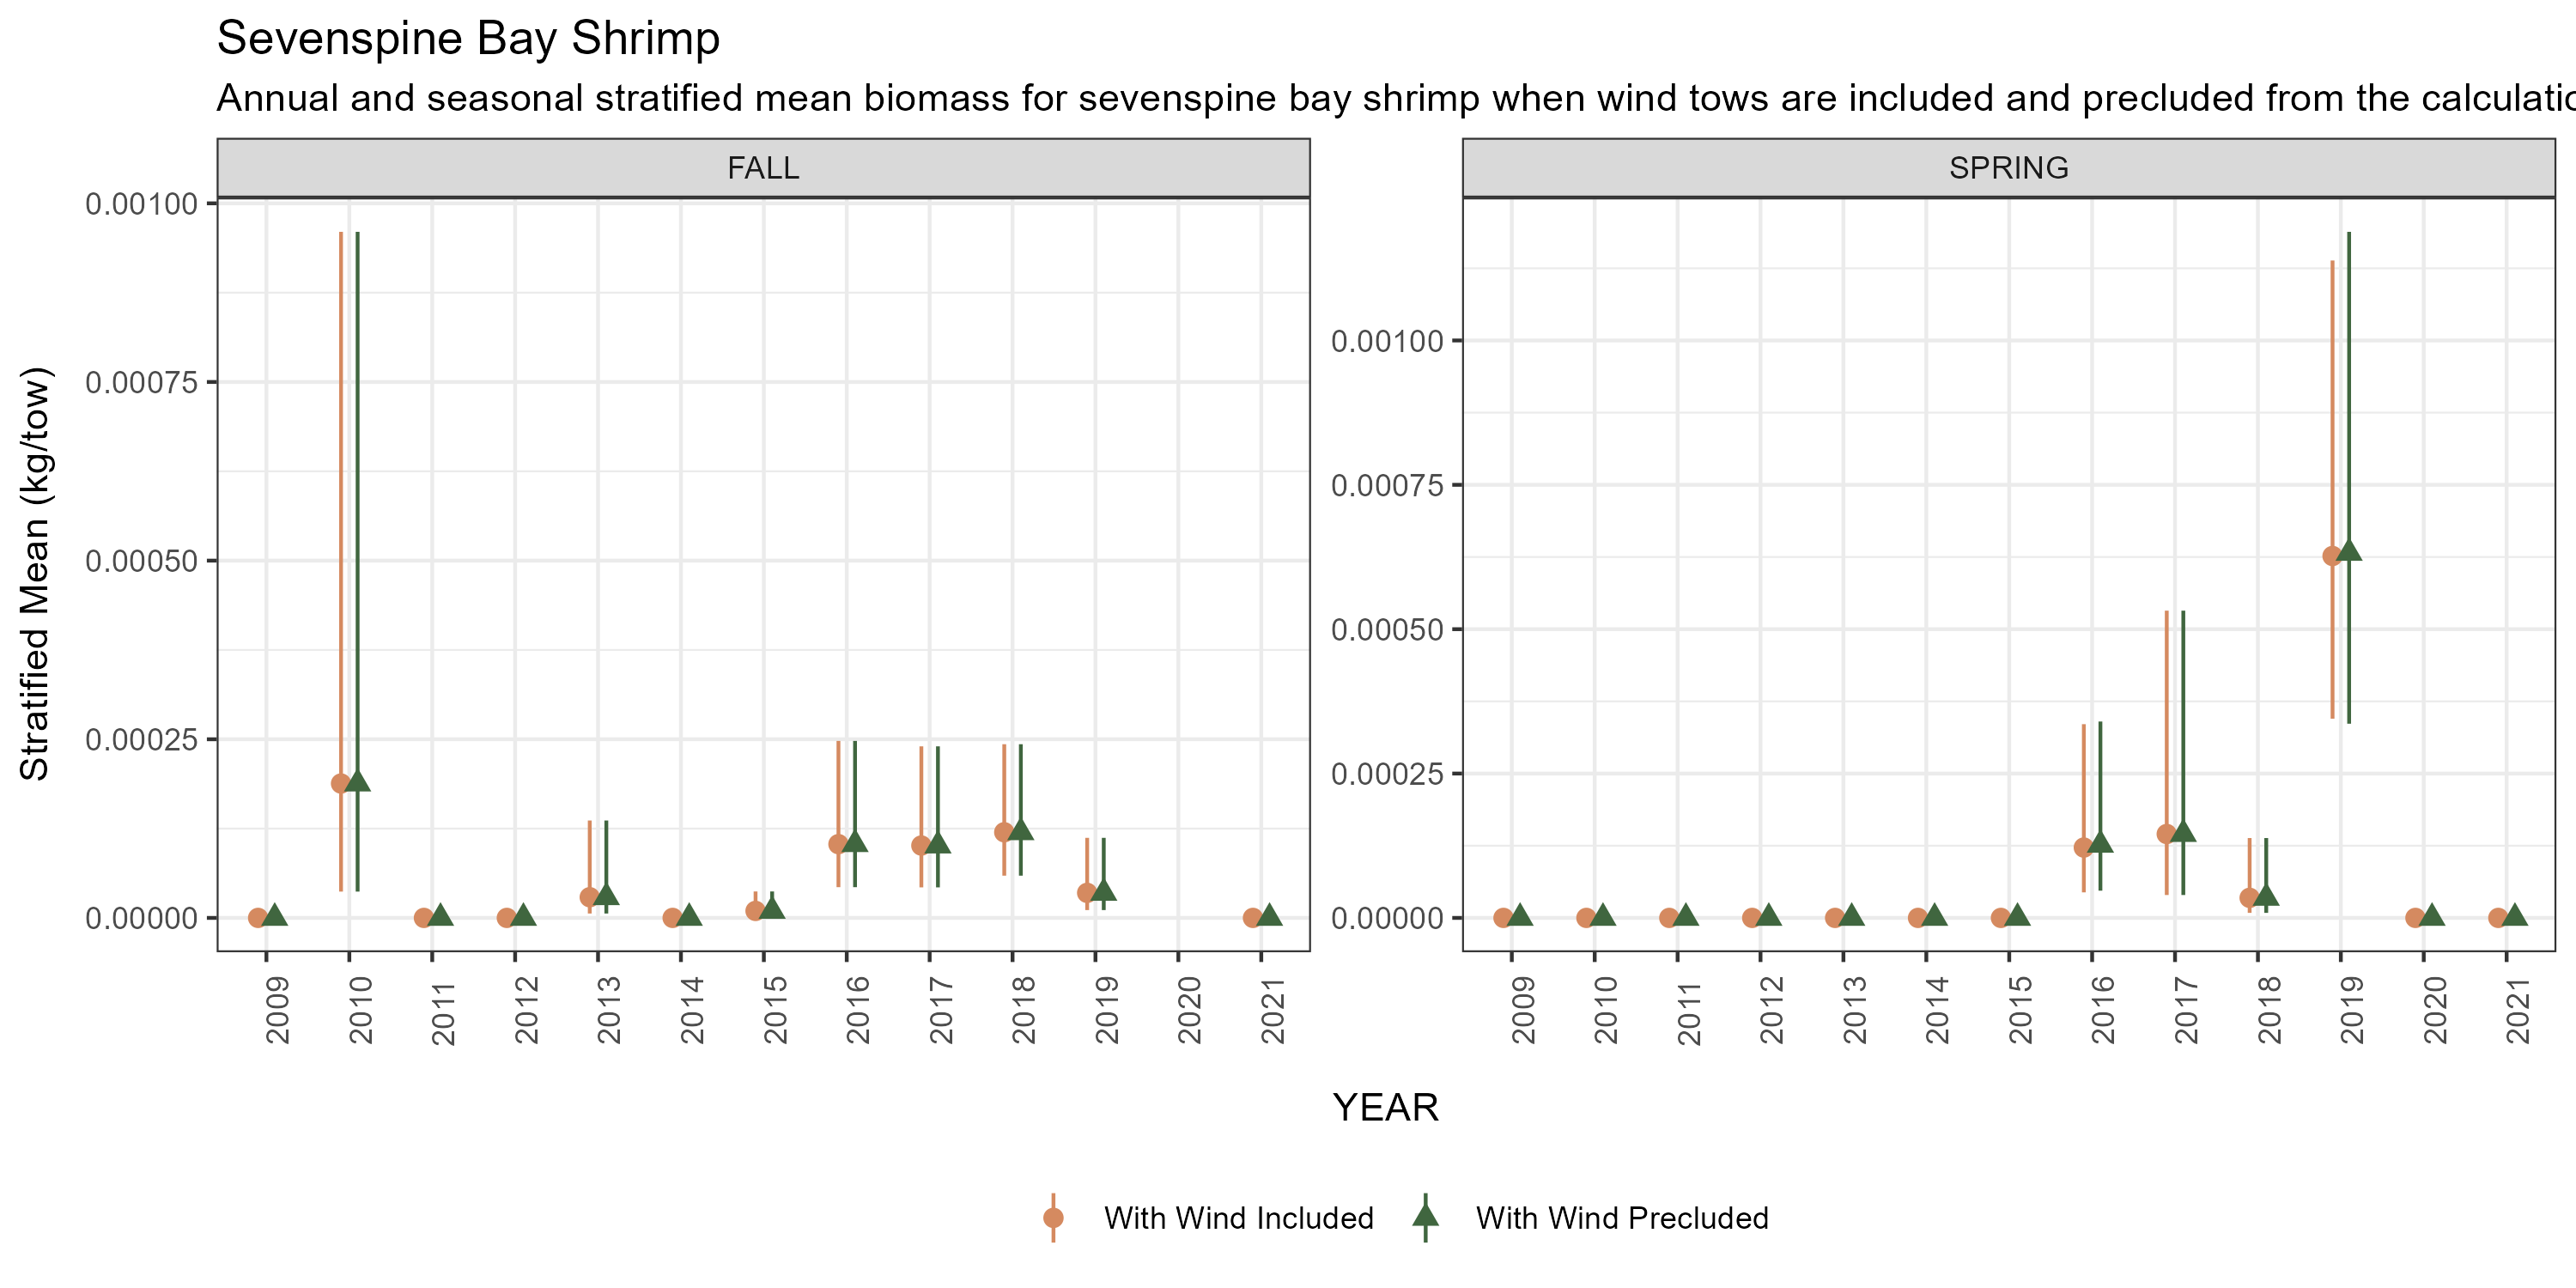 Sevenspine Bay Shrimp
Annual and seasonal stratified mean biomass for sevenspine bay shrimp when wind tows are included and precluded from the calculatio
FALL
SPRING
Stratified Mean (kg/tow)
0.00100
0.00075
0.00050
0.00025
0.00000
0.00100
0.00075
0.00050
0.00025
0.00000
2009 2010 2011 2012 2013 2014 2015 2016 2017 2018 2019 2020 2021
2009 2010 2011 2012 2013 2014 2015 2016 2017 2018 2019 2020 2021
YEAR
With Wind Included
With Wind Precluded